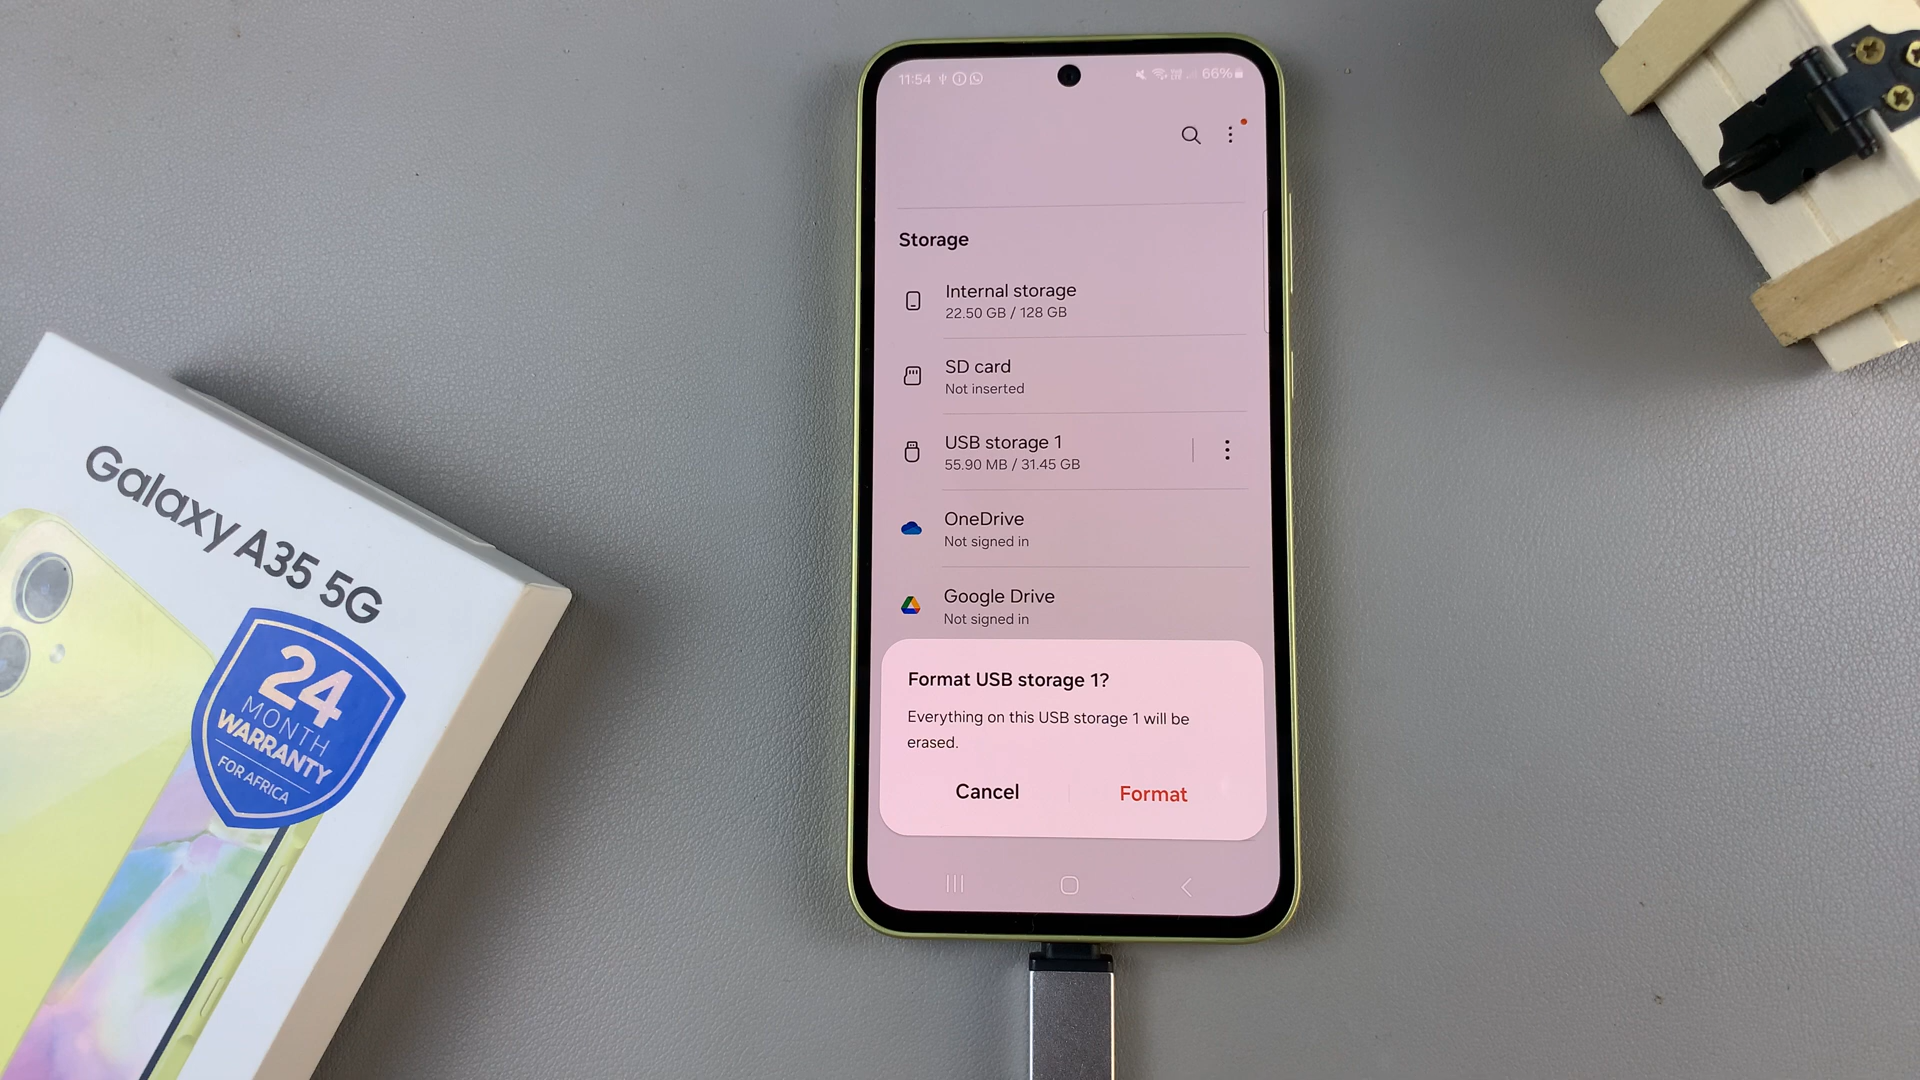 11:54
66%
Storage
Internal storage
22.50 GB / 128 GB
SD card
Not inserted
USB storage 1
55.90 MB / 31.45 GB
OneDrive
Not signed in
Google Drive
Not signed in
Format USB storage 1?
Everything on this USB storage 1 will be
erased.
Cancel
Format
Galaxy A35 5G
24
MONTH
WARRANTY
FOR AFRICA